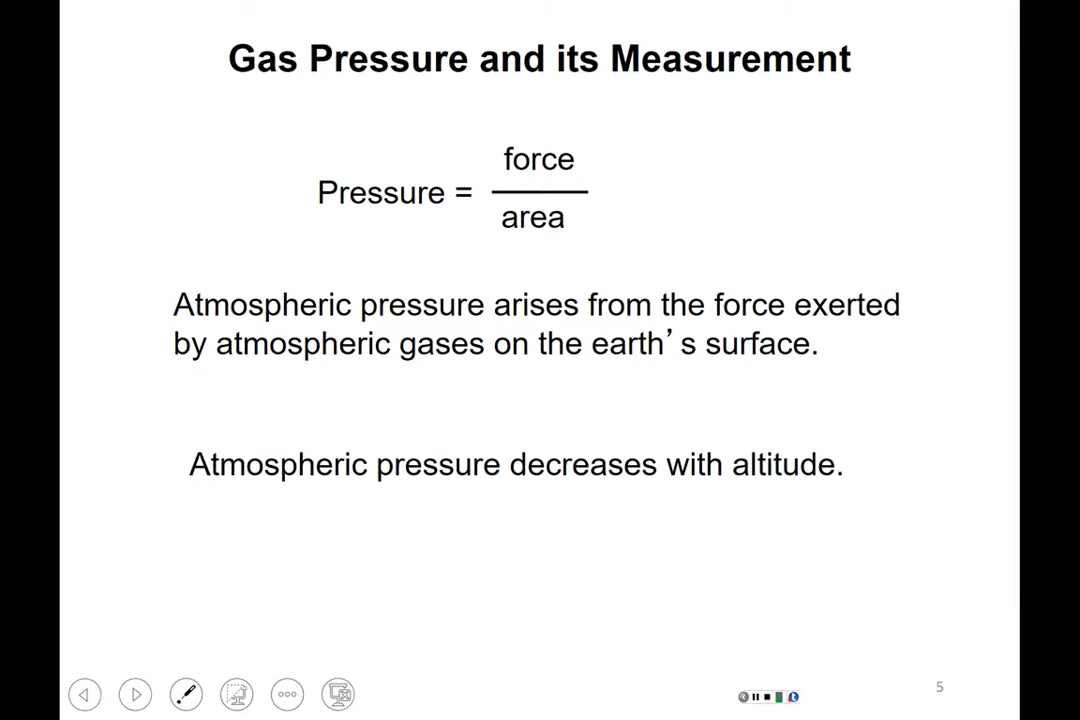 Gas Pressure and its Measurement
force
Pressure =
area
Atmospheric pressure arises from the force exerted
by atmospheric gases on the earth’s surface.
Atmospheric pressure decreases with altitude.
5